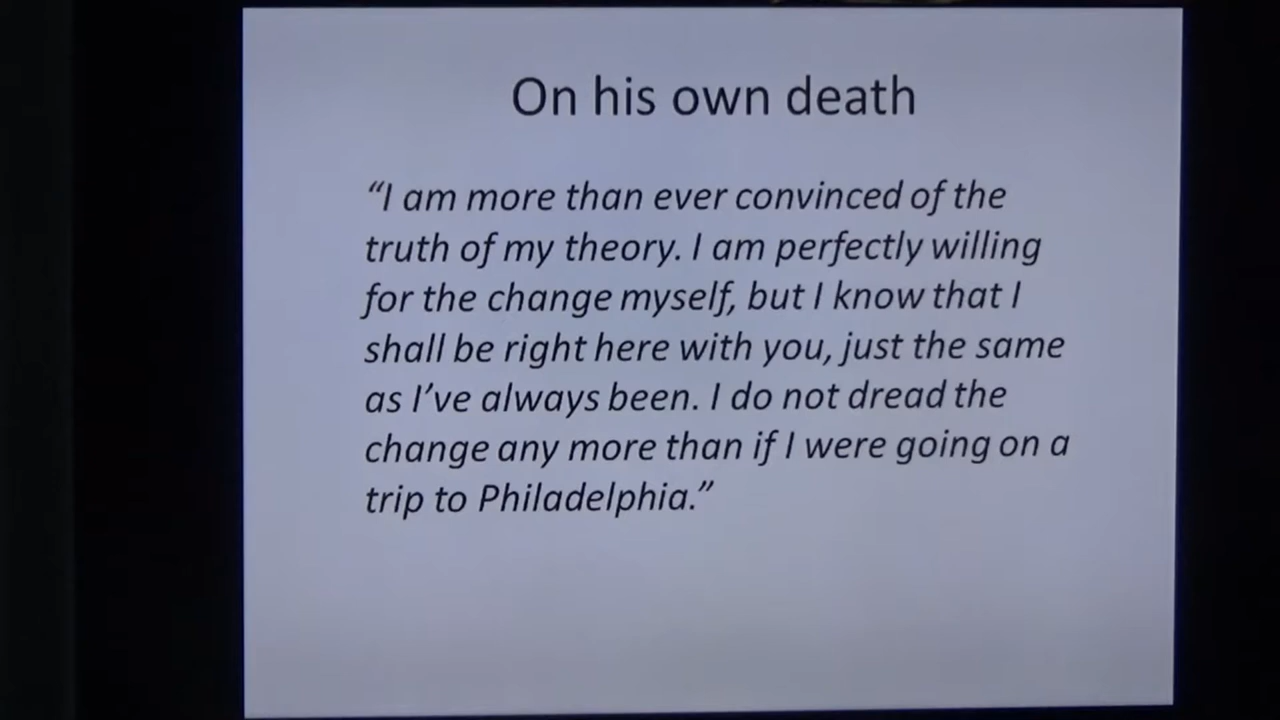 On his own death
“I am more than ever convinced of the
truth of my theory. I am perfectly willing
for the change myself, but I know that I
shall be right here with you, just the same
as I’ve always been. I do not dread the
change any more than if I were going on a
trip to Philadelphia.”